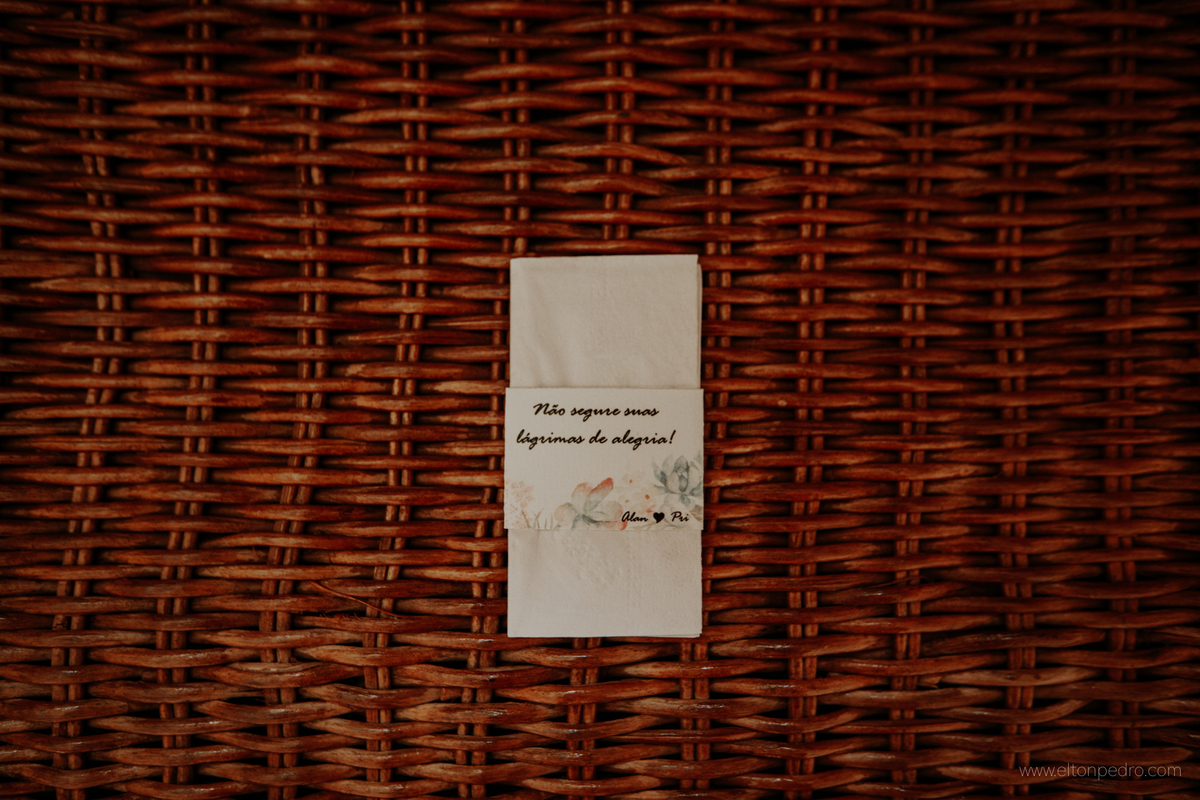 Não segure suas
lágrimas de alegria!
Alan ♥ Pri
www.eltonpedro.com